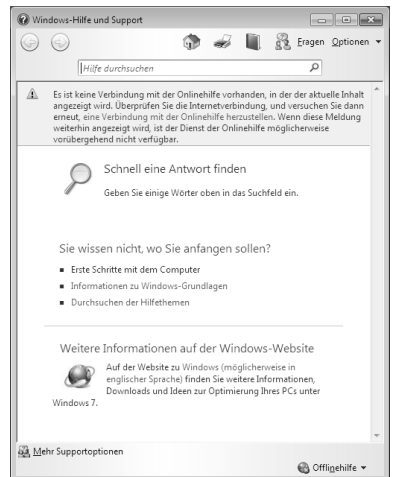 Windows-Hilfe und Support
Fragen Optionen
Hilfe durchsuchen
Es ist keine Verbindung mit der Onlinehilfe vorhanden, in der der aktuelle Inhalt
angezeigt wird. Überprüfen Sie die Internetverbindung, und versuchen Sie dann
erneut, eine Verbindung mit der Onlinehilfe herzustellen. Wenn diese Meldung
weiterhin angezeigt wird, ist der Dienst der Onlinehilfe möglicherweise
vorübergehend nicht verfügbar.
Schnell eine Antwort finden
Geben Sie einige Wörter oben in das Suchfeld ein.
Sie wissen nicht, wo Sie anfangen sollen?
Erste Schritte mit dem Computer
Informationen zu Windows-Grundlagen
Durchsuchen der Hilfethemen
Weitere Informationen auf der Windows-Website
Auf der Website zu Windows (möglicherweise in
englischer Sprache) finden Sie weitere Informationen,
Downloads und Ideen zur Optimierung Ihres PCs unter
Windows 7.
Mehr Supportoptionen
Offlinehilfe